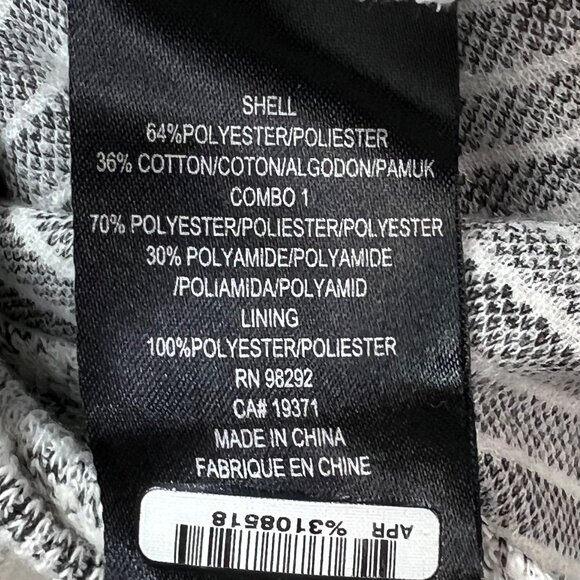 SHELL
64%POLYESTER/POLIESTER
36% COTTON/COTON/ALGODON/PAMUK
COMBO 1
70% POLYESTER/POLIESTER/POLYESTER
30% POLYAMIDE/POLYAMIDE
/POLIAMIDA/POLYAMID
LINING
100%POLYESTER/POLIESTER
RN 98292
CA# 19371
MADE IN CHINA
FABRIQUE EN CHINE
APR %3108518